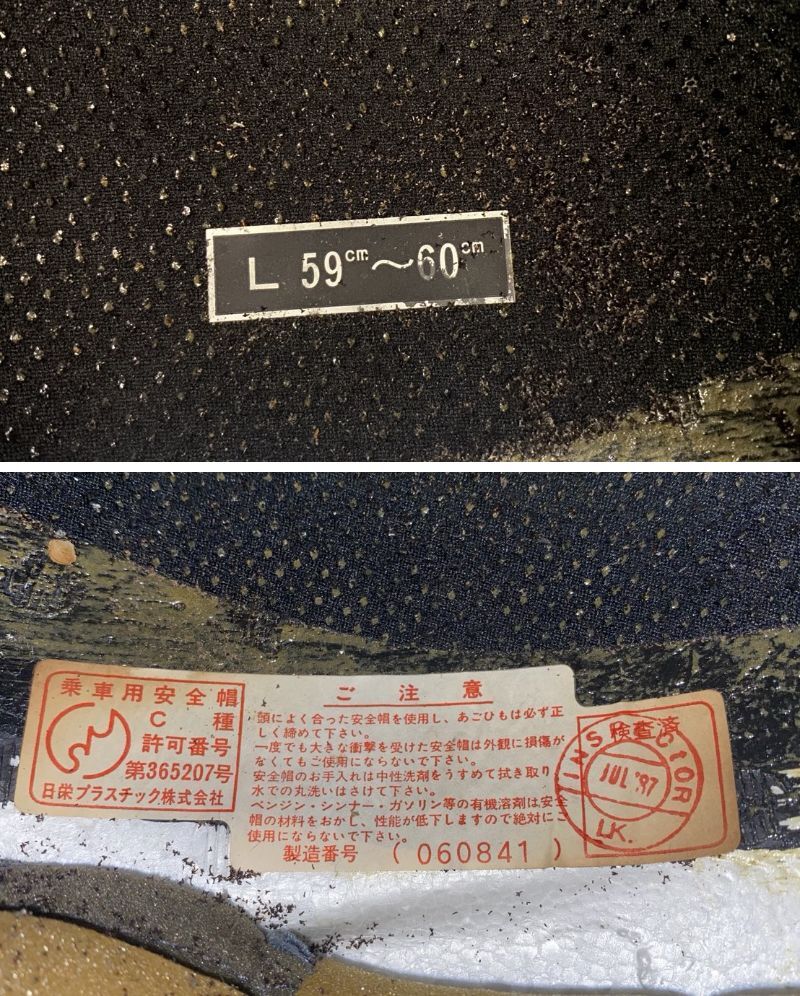 L 59cm～60cm
乗車用安全帽
C 種
許可番号
第365207号
日栄プラスチック株式会社
ご注意
頭によく合った安全帽を使用し、あごひもは必ず正
しく締めて下さい。
一度でも大きな衝撃を受けた安全帽は外観に損傷が
なくてもご使用にならないで下さい。
安全帽のお手入れは中性洗剤をうすめて拭き取り
水での丸洗いはさけて下さい。
ベンジン・シンナー・ガソリン等の有機溶剤は安全
帽の材料をおかし、性能が低下しますので絶対にご
使用にならないで下さい。
製造番号 (060841)
検査済
INSPECTOR
JUL '87
LK.